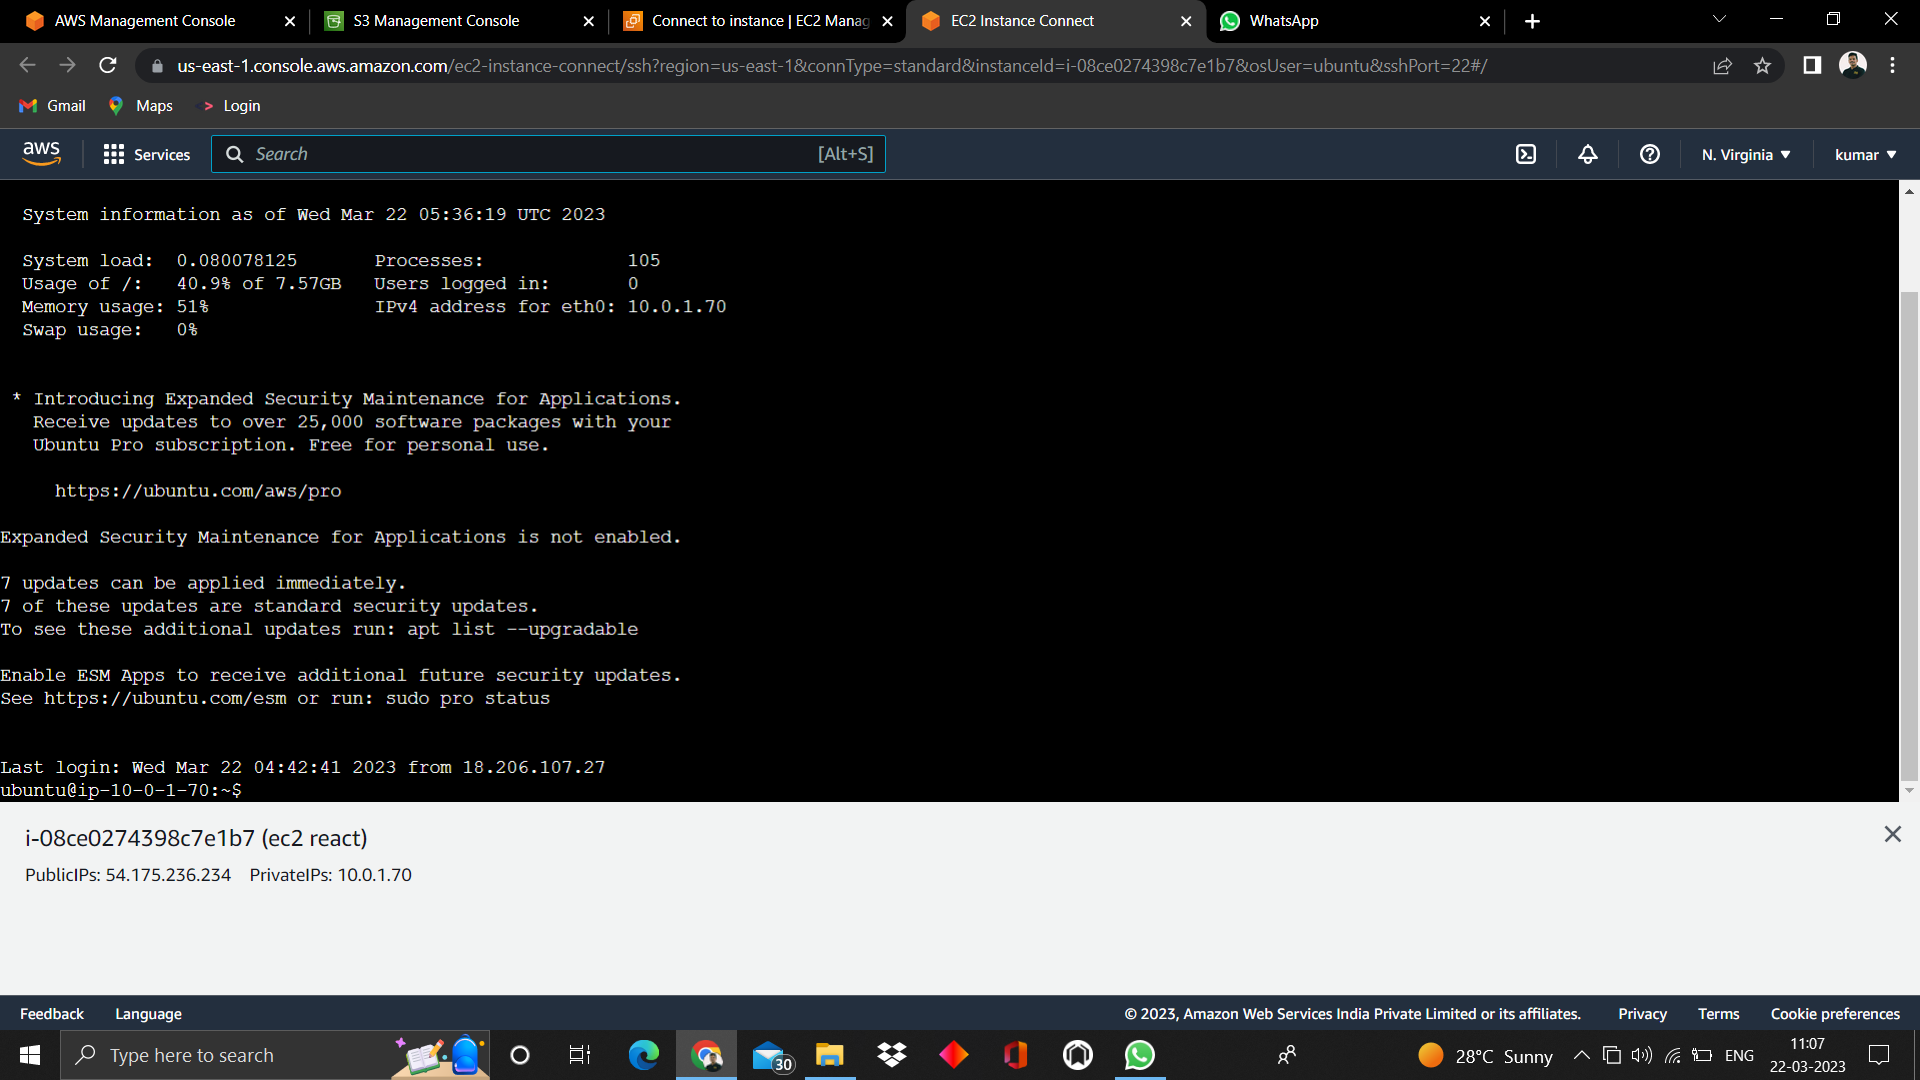 AWS Management Console
S3 Management Console
Connect to instance | EC2 Manag
EC2 Instance Connect
WhatsApp
us-east-1.console.aws.amazon.com/ec2-instance-connect/ssh?region=us-east-1&connType=standard&instanceId=i-08ce0274398c7e1b7&osUser=ubuntu&sshPort=22#/
Gmail Maps Login
aws Services Search [Alt+S] N. Virginia kumar
System information as of Wed Mar 22 05:36:19 UTC 2023
System load: 0.080078125 Processes: 105
Usage of /: 40.9% of 7.57GB Users logged in: 0
Memory usage: 51% IPv4 address for eth0: 10.0.1.70
Swap usage: 0%
* Introducing Expanded Security Maintenance for Applications.
Receive updates to over 25,000 software packages with your
Ubuntu Pro subscription. Free for personal use.
https://ubuntu.com/aws/pro
Expanded Security Maintenance for Applications is not enabled.
7 updates can be applied immediately.
7 of these updates are standard security updates.
To see these additional updates run: apt list --upgradable
Enable ESM Apps to receive additional future security updates.
See https://ubuntu.com/esm or run: sudo pro status
Last login: Wed Mar 22 04:42:41 2023 from 18.206.107.27
ubuntu@ip-10-0-1-70:~$
i-08ce0274398c7e1b7 (ec2 react)
PublicIPs: 54.175.236.234 PrivateIPs: 10.0.1.70
Feedback Language © 2023, Amazon Web Services India Private Limited or its affiliates. Privacy Terms Cookie preferences
Type here to search
30
28°C Sunny
ENG
11:07
22-03-2023